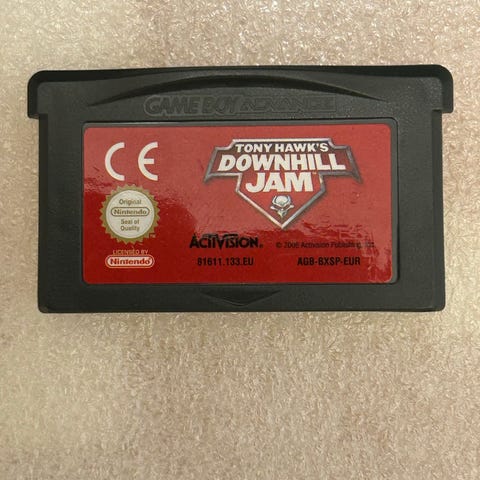 GAME BOY ADVANCE
CE
TONY HAWK'S
DOWNHILL
JAM™
Original
Nintendo
Seal of
Quality
LICENSED BY
Nintendo
ACTIVISION®
© 2006 Activision Publishing, Inc.
81611.133.EU
AGB-BXSP-EUR